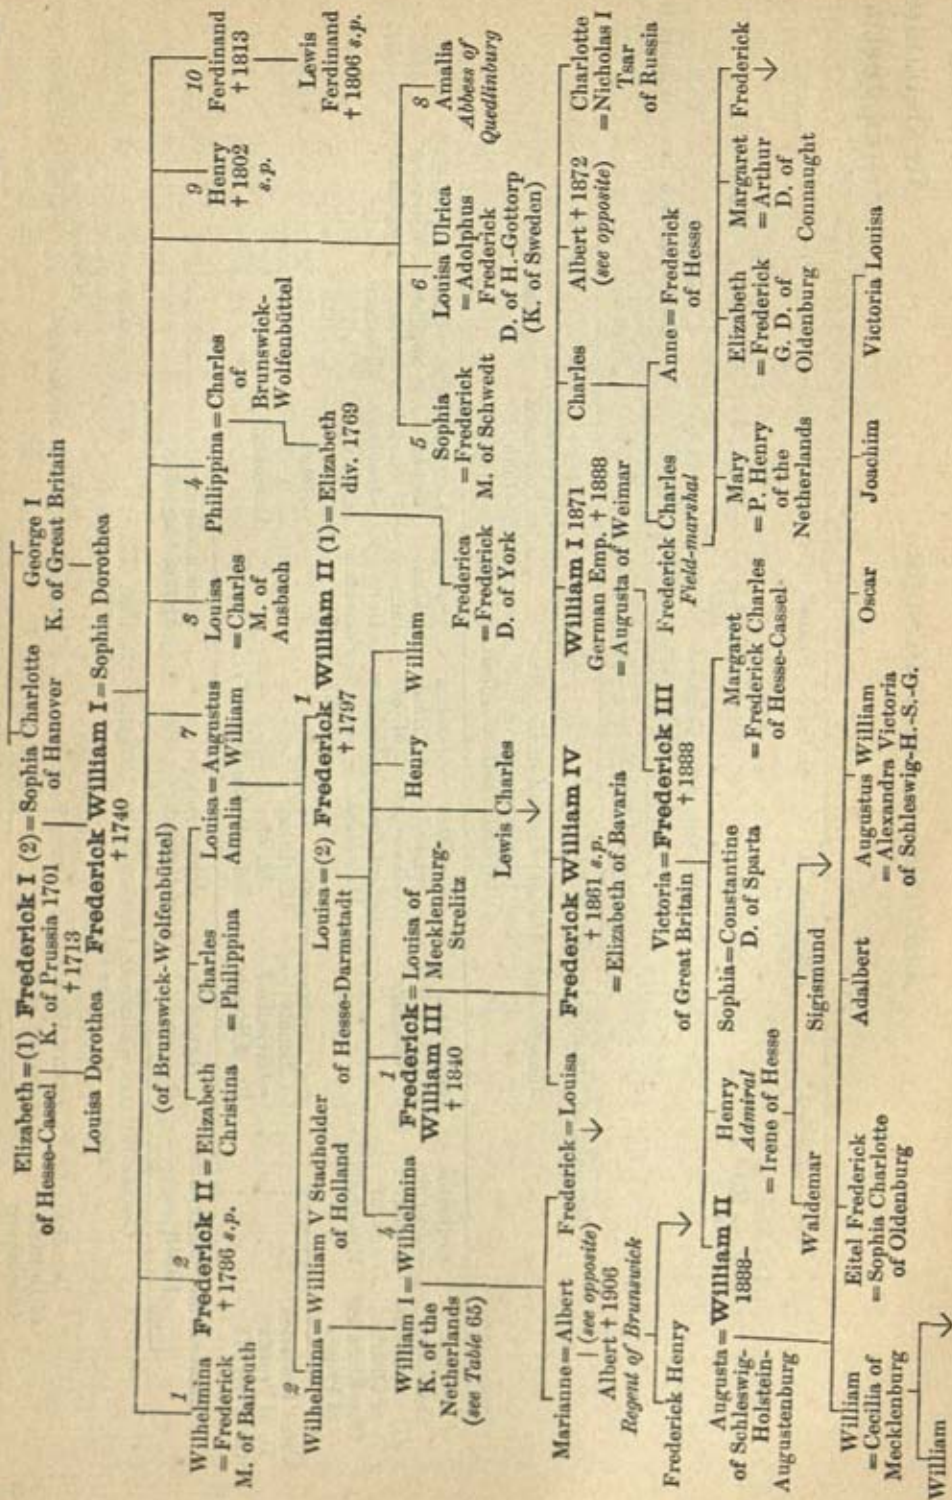 Elizabeth=(1) Frederick I (2)=Sophia Charlotte
of Hesse-Cassel
K. of Prussia 1701
† 1713
of Hanover
George I
K. of Great Britain
Louisa Dorothea
Frederick William I=Sophia Dorothea
† 1740
(of Brunswick-Wolfenbüttel)
1
Wilhelmina
= Frederick
M. of Baireuth
2
Frederick II = Elizabeth
† 1786 s.p.
Christina
Charles
= Philippina
Louisa=Augustus
Amalia
William
7
3
Louisa
= Charles
M. of
Ansbach
4
Philippina=Charles
of
Brunswick-
Wolfenbüttel
9
Henry
† 1802
s.p.
10
Ferdinand
† 1813
Lewis
Ferdinand
† 1806 s.p.
2
Wilhelmina=William V Stadholder
of Holland
1
Louisa=(2) Frederick William II (1)=Elizabeth
of Hesse-Darmstadt
† 1797
div. 1769
5
Sophia
= Frederick
M. of Schwedt
6
Louisa Ulrica
= Adolphus
Frederick
D. of H.-Gottorp
(K. of Sweden)
8
Amalia
Abbess of
Quedlinburg
4
William I=Wilhelmina
K. of the
Netherlands
(see Table 65)
1
Frederick=Louisa of
William III
† 1840
Mecklenburg-
Strelitz
Henry
William
Frederica
= Frederick
D. of York
Lewis Charles
Marianne=Albert
(see opposite)
Albert † 1906
Regent of Brunswick
Frederick=Louisa
Frederick William IV
† 1861 s.p.
= Elizabeth of Bavaria
William I 1871
German Emp. † 1888
= Augusta of Weimar
Charles
Albert † 1872
(see opposite)
Charlotte
=Nicholas I
Tsar
of Russia
Frederick Henry
Victoria=Frederick III
of Great Britain
† 1888
Frederick Charles
Field-marshal
Anne=Frederick
of Hesse
Augusta=William II
of Schleswig-
Holstein-
Augustenburg
1888–
Henry
Admiral
= Irene of Hesse
Sophia=Constantine
D. of Sparta
Margaret
= Frederick Charles
of Hesse-Cassel
Mary
= P. Henry
of the
Netherlands
Elizabeth
= Frederick
G. D. of
Oldenburg
Margaret
= Arthur
D. of
Connaught
Frederick
Waldemar
Sigismund
William
=Cecilia of
Mecklenburg
Eitel Frederick
= Sophia Charlotte
of Oldenburg
Adalbert
Augustus William
= Alexandra Victoria
of Schleswig-H.-S.-G.
Oscar
Joachim
Victoria Louisa
William